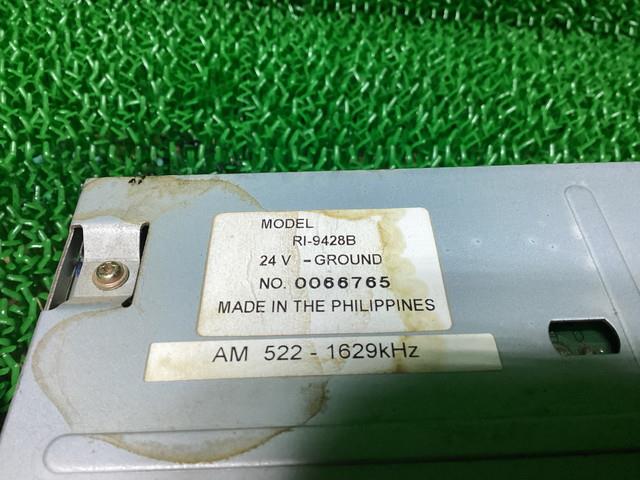 MODEL
RI-9428B
24 V - GROUND
NO. 0066765
MADE IN THE PHILIPPINES
AM 522 - 1629kHz